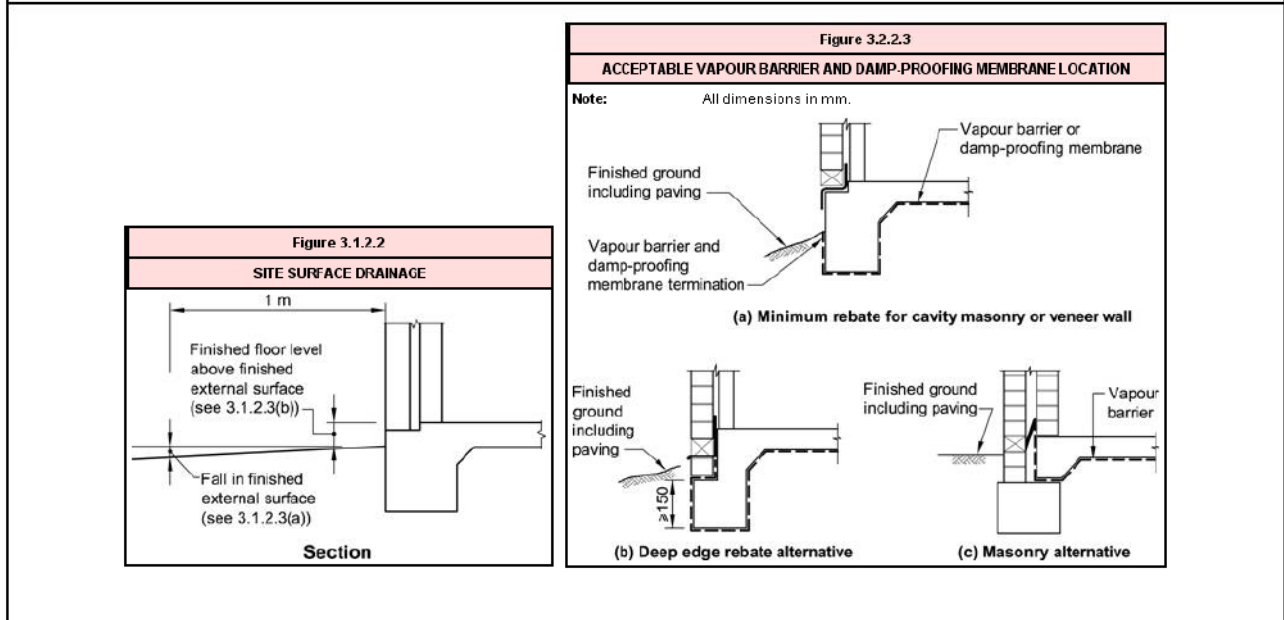 Figure 3.1.2.2
SITE SURFACE DRAINAGE
1 m
Finished floor level
above finished
external surface
(see 3.1.2.3(b))
Fall in finished
external surface
(see 3.1.2.3(a))
Section
Figure 3.2.2.3
ACCEPTABLE VAPOUR BARRIER AND DAMP-PROOFING MEMBRANE LOCATION
Note: All dimensions in mm.
Vapour barrier or
damp-proofing membrane
Finished ground
including paving
Vapour barrier and
damp-proofing
membrane termination
(a) Minimum rebate for cavity masonry or veneer wall
Finished
ground
including
paving
≥150
(b) Deep edge rebate alternative
Finished ground
including paving
Vapour
barrier
(c) Masonry alternative